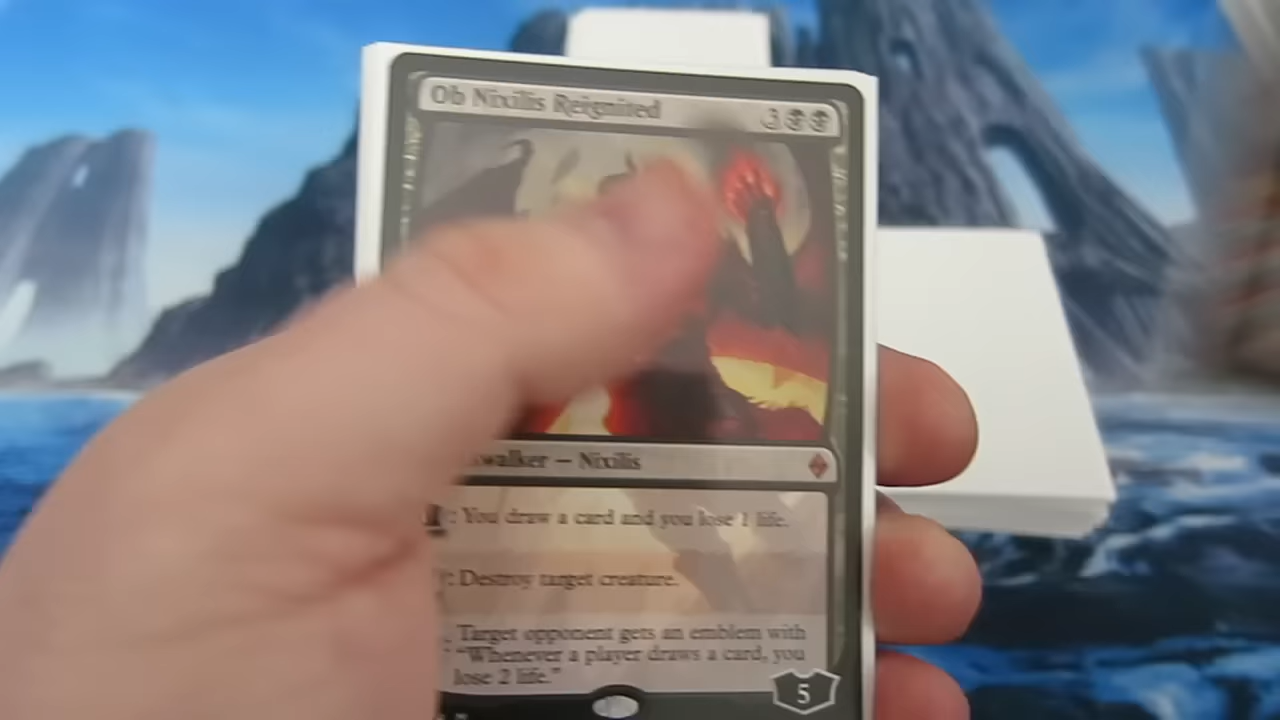 Ob Nixilis Reignited 3
walker — Nixilis
: You draw a card and you lose 1 life.
: Destroy target creature.
: Target opponent gets an emblem with
"Whenever a player draws a card, you
lose 2 life."
5